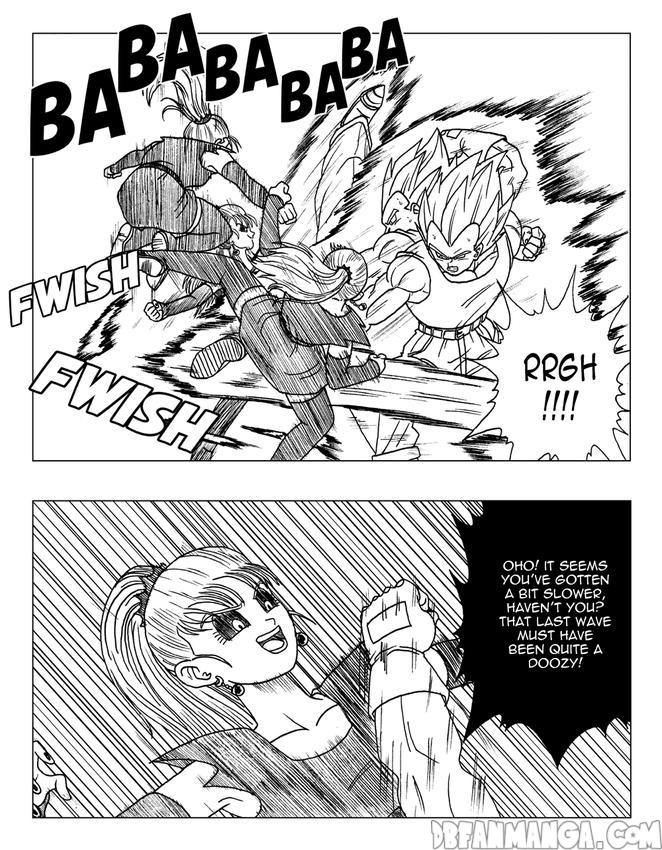 BABABABABA
FWISH
FWISH
RRGH
!!!!
OHO! IT SEEMS
YOU'VE GOTTEN
A BIT SLOWER,
HAVEN'T YOU?
THAT LAST WAVE
MUST HAVE
BEEN QUITE A
DOOZY!
DBFANMANGA.COM